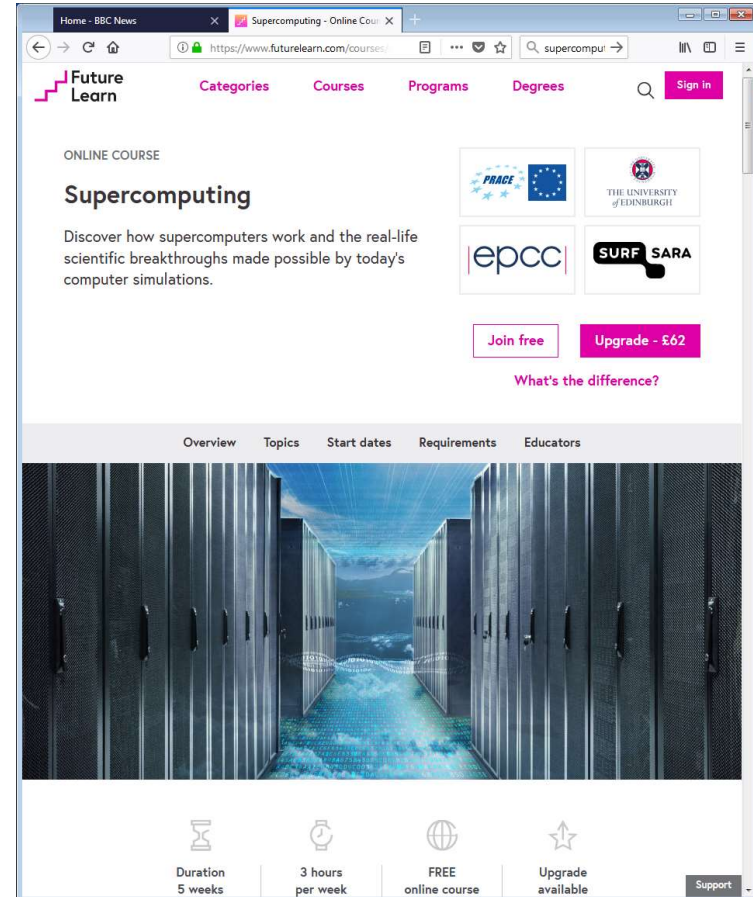 Home - BBC News
Supercomputing - Online Cour
https://www.futurelearn.com/courses/
supercomput
Future
Learn
Categories
Courses
Programs
Degrees
Sign in
ONLINE COURSE
Supercomputing
Discover how supercomputers work and the real-life
scientific breakthroughs made possible by today's
computer simulations.
PRACE
THE UNIVERSITY
of EDINBURGH
epcc
SURF SARA
Join free
Upgrade - £62
What's the difference?
Overview
Topics
Start dates
Requirements
Educators
Duration
5 weeks
3 hours
per week
FREE
online course
Upgrade
available
Support